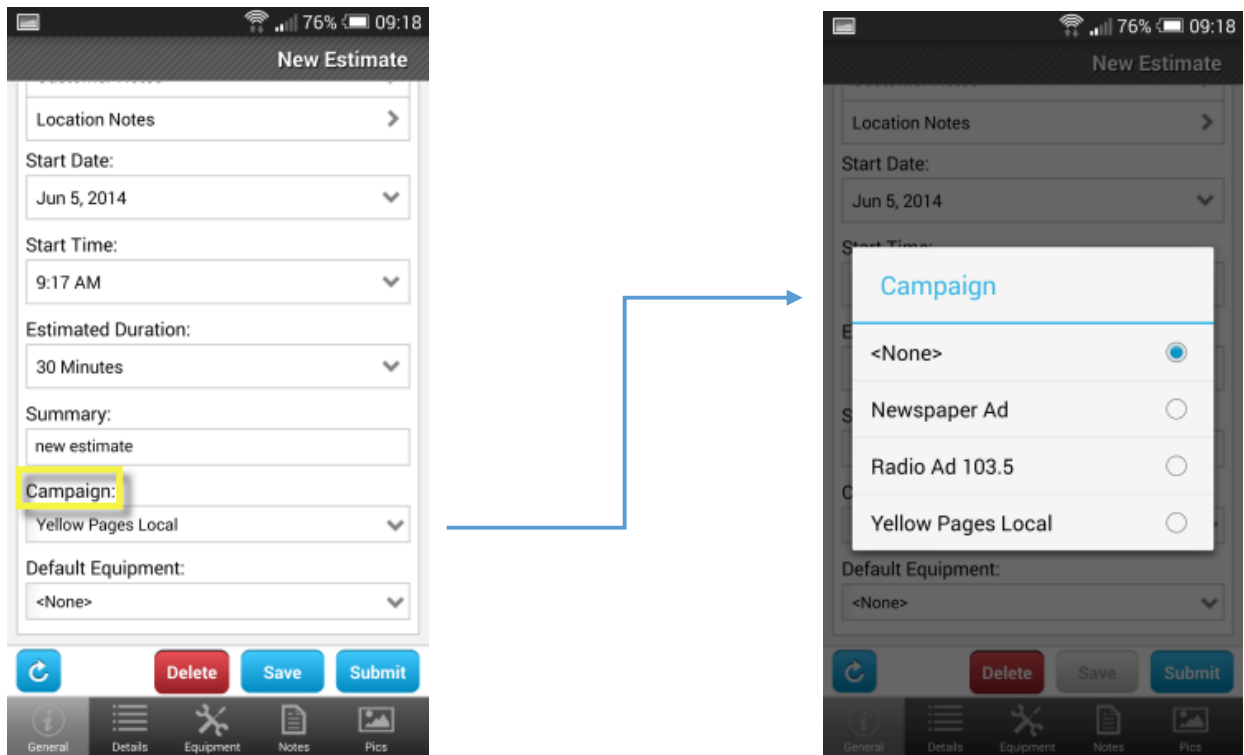 76% 09:18
New Estimate
Location Notes
Start Date:
Jun 5, 2014
Start Time:
9:17 AM
Estimated Duration:
30 Minutes
Summary:
new estimate
Campaign:
Yellow Pages Local
Default Equipment:
<None>
Delete Save Submit
General Details Equipment Notes Pics
76% 09:18
New Estimate
Location Notes
Start Date:
Jun 5, 2014
Start Time:
Campaign
<None>
Newspaper Ad
Radio Ad 103.5
Yellow Pages Local
Default Equipment:
<None>
Delete Save Submit
General Details Equipment Notes Pics